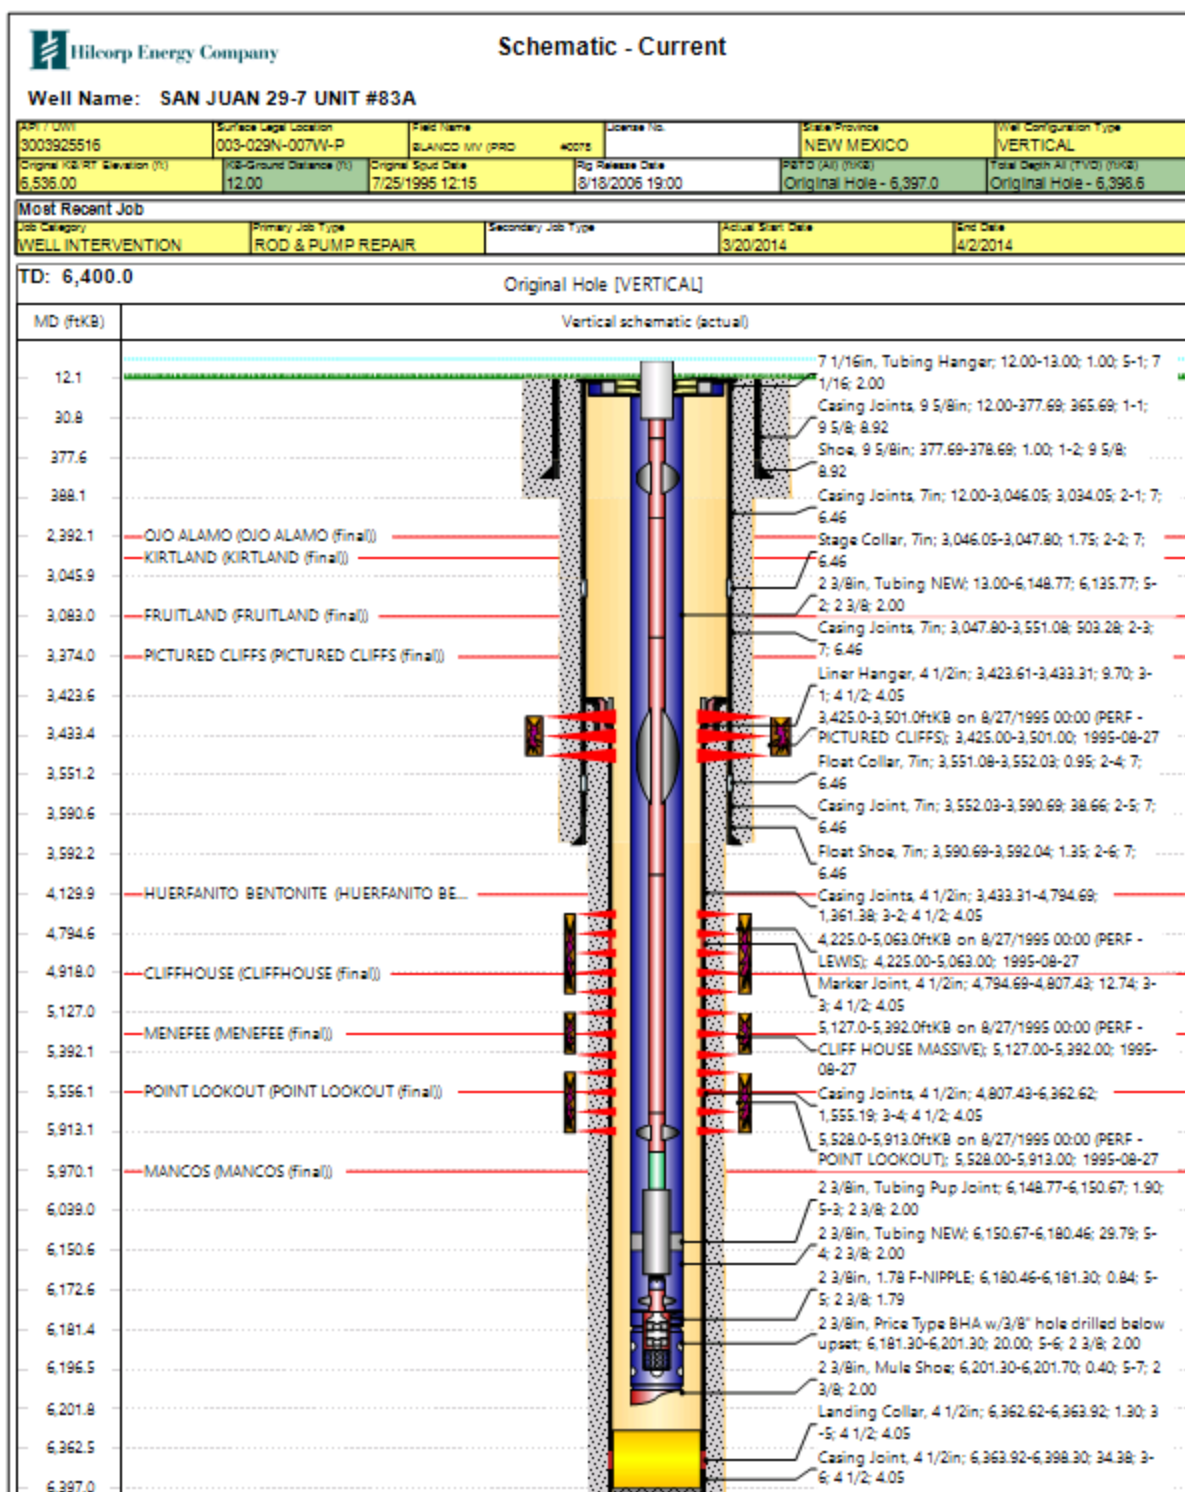 Hilcorp Energy Company
Schematic - Current
Well Name: SAN JUAN 29-7 UNIT #83A
API / UWI
Surface Legal Location
Field Name
License No.
State/Province
Well Configuration Type
3003925516
003-029N-007W-P
BLANCO MV (PRO #0078
NEW MEXICO
VERTICAL
Original KB/RT Elevation (ft)
KB-Ground Distance (ft)
Original Spud Date
Rig Release Date
PBTD (All) (ftKB)
Total Depth All (TVD) (ftKB)
6,536.00
12.00
7/25/1995 12:15
8/18/2006 19:00
Original Hole - 6,397.0
Original Hole - 6,398.6
Most Recent Job
Job Category
Primary Job Type
Secondary Job Type
Actual Start Date
End Date
WELL INTERVENTION
ROD & PUMP REPAIR
3/20/2014
4/2/2014
TD: 6,400.0
Original Hole [VERTICAL]
MD (ftKB)
Vertical schematic (actual)
12.1
30.8
377.6
388.1
2,392.1
3,045.9
3,083.0
3,374.0
3,423.6
3,433.4
3,551.2
3,590.6
3,592.2
4,129.9
4,794.6
4,918.0
5,127.0
5,392.1
5,556.1
5,913.1
5,970.1
6,039.0
6,150.6
6,172.6
6,181.4
6,196.5
6,201.8
6,362.5
6,397.0
OJO ALAMO (OJO ALAMO (final))
KIRTLAND (KIRTLAND (final))
FRUITLAND (FRUITLAND (final))
PICTURED CLIFFS (PICTURED CLIFFS (final))
HUERFANITO BENTONITE (HUERFANITO BE...
CLIFFHOUSE (CLIFFHOUSE (final))
MENEFEE (MENEFEE (final))
POINT LOOKOUT (POINT LOOKOUT (final))
MANCOS (MANCOS (final))
7 1/16in, Tubing Hanger; 12.00-13.00; 1.00; 5-1; 7
1/16; 2.00
Casing Joints, 9 5/8in; 12.00-377.69; 365.69; 1-1;
9 5/8; 8.92
Shoe, 9 5/8in; 377.69-378.69; 1.00; 1-2; 9 5/8;
8.92
Casing Joints, 7in; 12.00-3,046.05; 3,034.05; 2-1; 7;
6.46
Stage Collar, 7in; 3,046.05-3,047.80; 1.75; 2-2; 7;
6.46
2 3/8in, Tubing NEW; 13.00-6,148.77; 6,135.77; 5-
2; 2 3/8; 2.00
Casing Joints, 7in; 3,047.80-3,551.08; 503.28; 2-3;
7; 6.46
Liner Hanger, 4 1/2in; 3,423.61-3,433.31; 9.70; 3-
1; 4 1/2; 4.05
3,425.0-3,501.0ftKB on 8/27/1995 00:00 (PERF -
PICTURED CLIFFS); 3,425.00-3,501.00; 1995-08-27
Float Collar, 7in; 3,551.08-3,552.03; 0.95; 2-4; 7;
6.46
Casing Joint, 7in; 3,552.03-3,590.69; 38.66; 2-5; 7;
6.46
Float Shoe, 7in; 3,590.69-3,592.04; 1.35; 2-6; 7;
6.46
Casing Joints, 4 1/2in; 3,433.31-4,794.69;
1,361.38; 3-2; 4 1/2; 4.05
4,225.0-5,063.0ftKB on 8/27/1995 00:00 (PERF -
LEWIS); 4,225.00-5,063.00; 1995-08-27
Marker Joint, 4 1/2in; 4,794.69-4,807.43; 12.74; 3-
3; 4 1/2; 4.05
5,127.0-5,392.0ftKB on 8/27/1995 00:00 (PERF -
CLIFF HOUSE MASSIVE); 5,127.00-5,392.00; 1995-
08-27
Casing Joints, 4 1/2in; 4,807.43-6,362.62;
1,555.19; 3-4; 4 1/2; 4.05
5,528.0-5,913.0ftKB on 8/27/1995 00:00 (PERF -
POINT LOOKOUT); 5,528.00-5,913.00; 1995-08-27
2 3/8in, Tubing Pup Joint; 6,148.77-6,150.67; 1.90;
5-3; 2 3/8; 2.00
2 3/8in, Tubing NEW; 6,150.67-6,180.46; 29.79; 5-
4; 2 3/8; 2.00
2 3/8in, 1.78 F-NIPPLE; 6,180.46-6,181.30; 0.84; 5-
5; 2 3/8; 1.79
2 3/8in, Price Type BHA w/3/8" hole drilled below
upset; 6,181.30-6,201.30; 20.00; 5-6; 2 3/8; 2.00
2 3/8in, Mule Shoe; 6,201.30-6,201.70; 0.40; 5-7; 2
3/8; 2.00
Landing Collar, 4 1/2in; 6,362.62-6,363.92; 1.30; 3
-5; 4 1/2; 4.05
Casing Joint, 4 1/2in; 6,363.92-6,398.30; 34.38; 3-
6; 4 1/2; 4.05